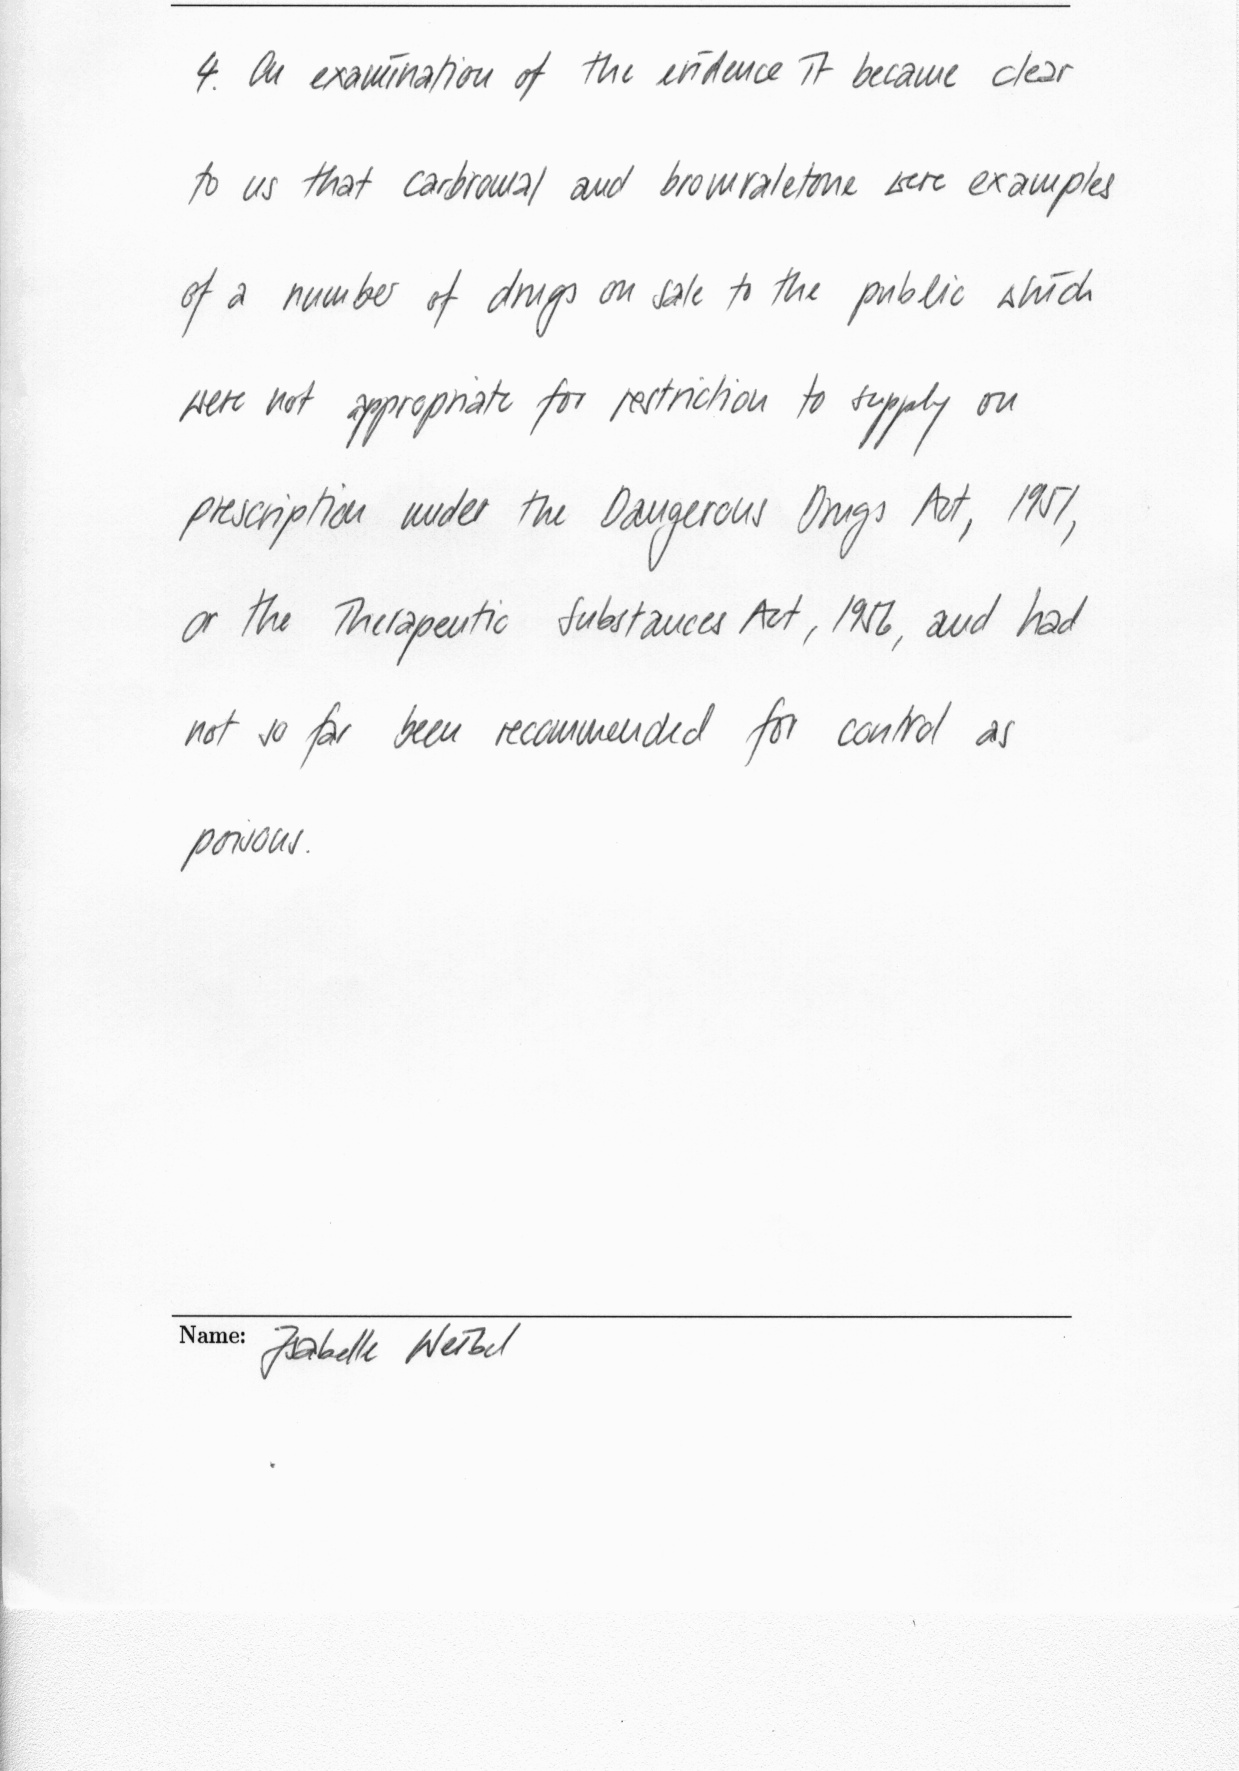 4. On examination of the evidence it became clear
to us that carbromal and bromvaletone were examples
of a number of drugs on sale to the public which
were not appropriate for restriction to supply on
prescription under the Dangerous Drugs Act, 1951,
or the Therapeutic Substances Act, 1956, and had
not so far been recommended for control as
poisons.
Name: Isabelle Weibel